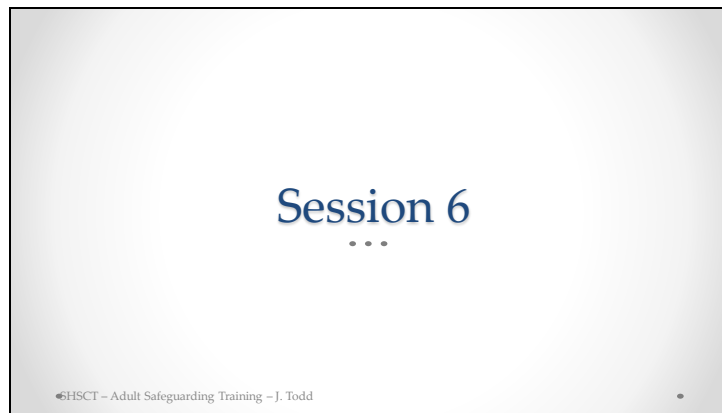 Session 6
SHSCT – Adult Safeguarding Training – J. Todd